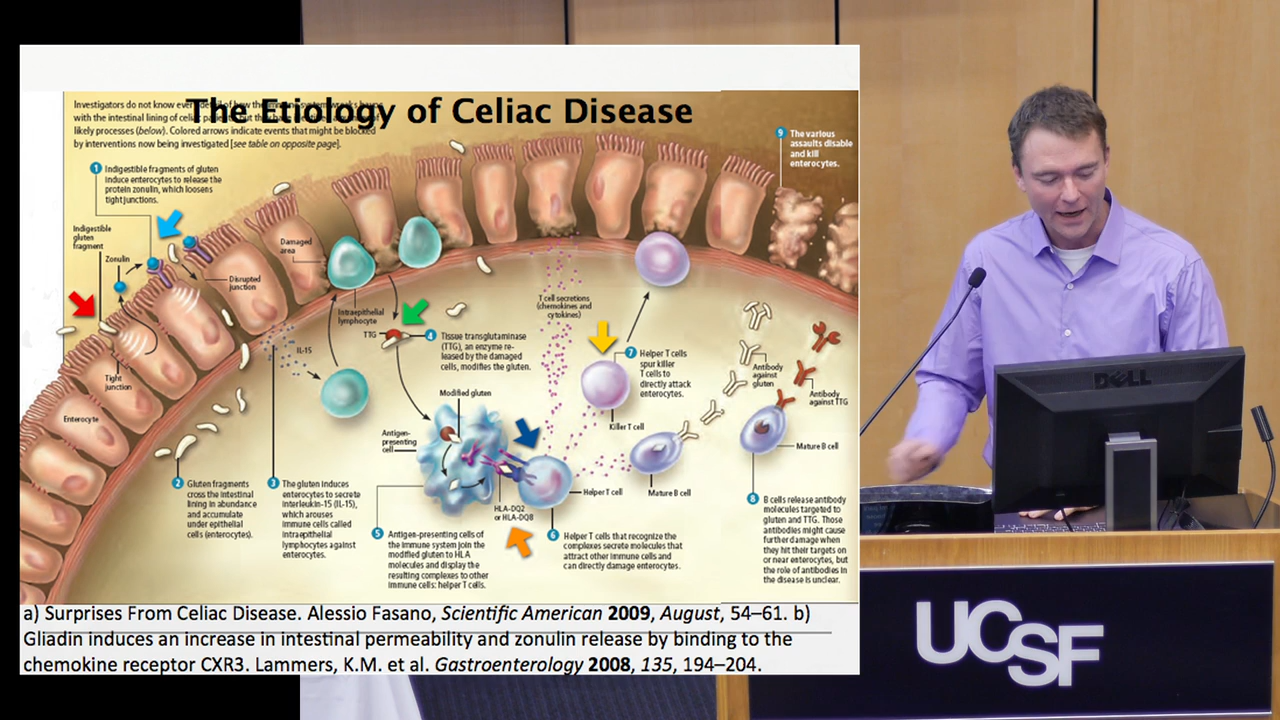 The Etiology of Celiac Disease
Investigators do not know
with the intestinal lining of
likely processes (below). Colored arrows indicate events that might be blocked
by interventions now being investigated [see table on opposite page].
1 Indigestible fragments of gluten
induce enterocytes to release the
protein zonulin, which loosens
tight junctions.
Indigestible
gluten
fragment
Zonulin
Damaged
area
Disrupted
junction
Intraepithelial
lymphocyte
TTG
4 Tissue transglutaminase
(TTG), an enzyme re-
leased by the damaged
cells, modifies the gluten.
IL-15
Tight
junction
Enterocyte
T cell secretions
(chemokines and
cytokines)
9 The various
assaults disable
and kill
enterocytes.
7 Helper T cells
spur killer
T cells to
directly attack
enterocytes.
Killer T cell
Antibody
against
gluten
Antibody
against TTG
Modified gluten
Antigen-
presenting
cell
HLA-DQ2
or HLA-DQ8
Helper T cell
Mature B cell
Mature B cell
2 Gluten fragments
cross the intestinal
lining in abundance
and accumulate
under epithelial
cells (enterocytes).
3 The gluten induces
enterocytes to secrete
interleukin-15 (IL-15),
which arouses
immune cells called
intraepithelial
lymphocytes against
enterocytes.
5 Antigen-presenting cells of
the immune system join the
modified gluten to HLA
molecules and display the
resulting complexes to other
immune cells: helper T cells.
6 Helper T cells that recognize the
complexes secrete molecules that
attract other immune cells and
can directly damage enterocytes.
8 B cells release antibody
molecules targeted to
gluten and TTG. Those
antibodies might cause
further damage when
they hit their targets on
or near enterocytes, but
the role of antibodies in
the disease is unclear.
a) Surprises From Celiac Disease. Alessio Fasano, Scientific American 2009, August, 54–61. b)
Gliadin induces an increase in intestinal permeability and zonulin release by binding to the
chemokine receptor CXR3. Lammers, K.M. et al. Gastroenterology 2008, 135, 194–204.
DELL
UCSF